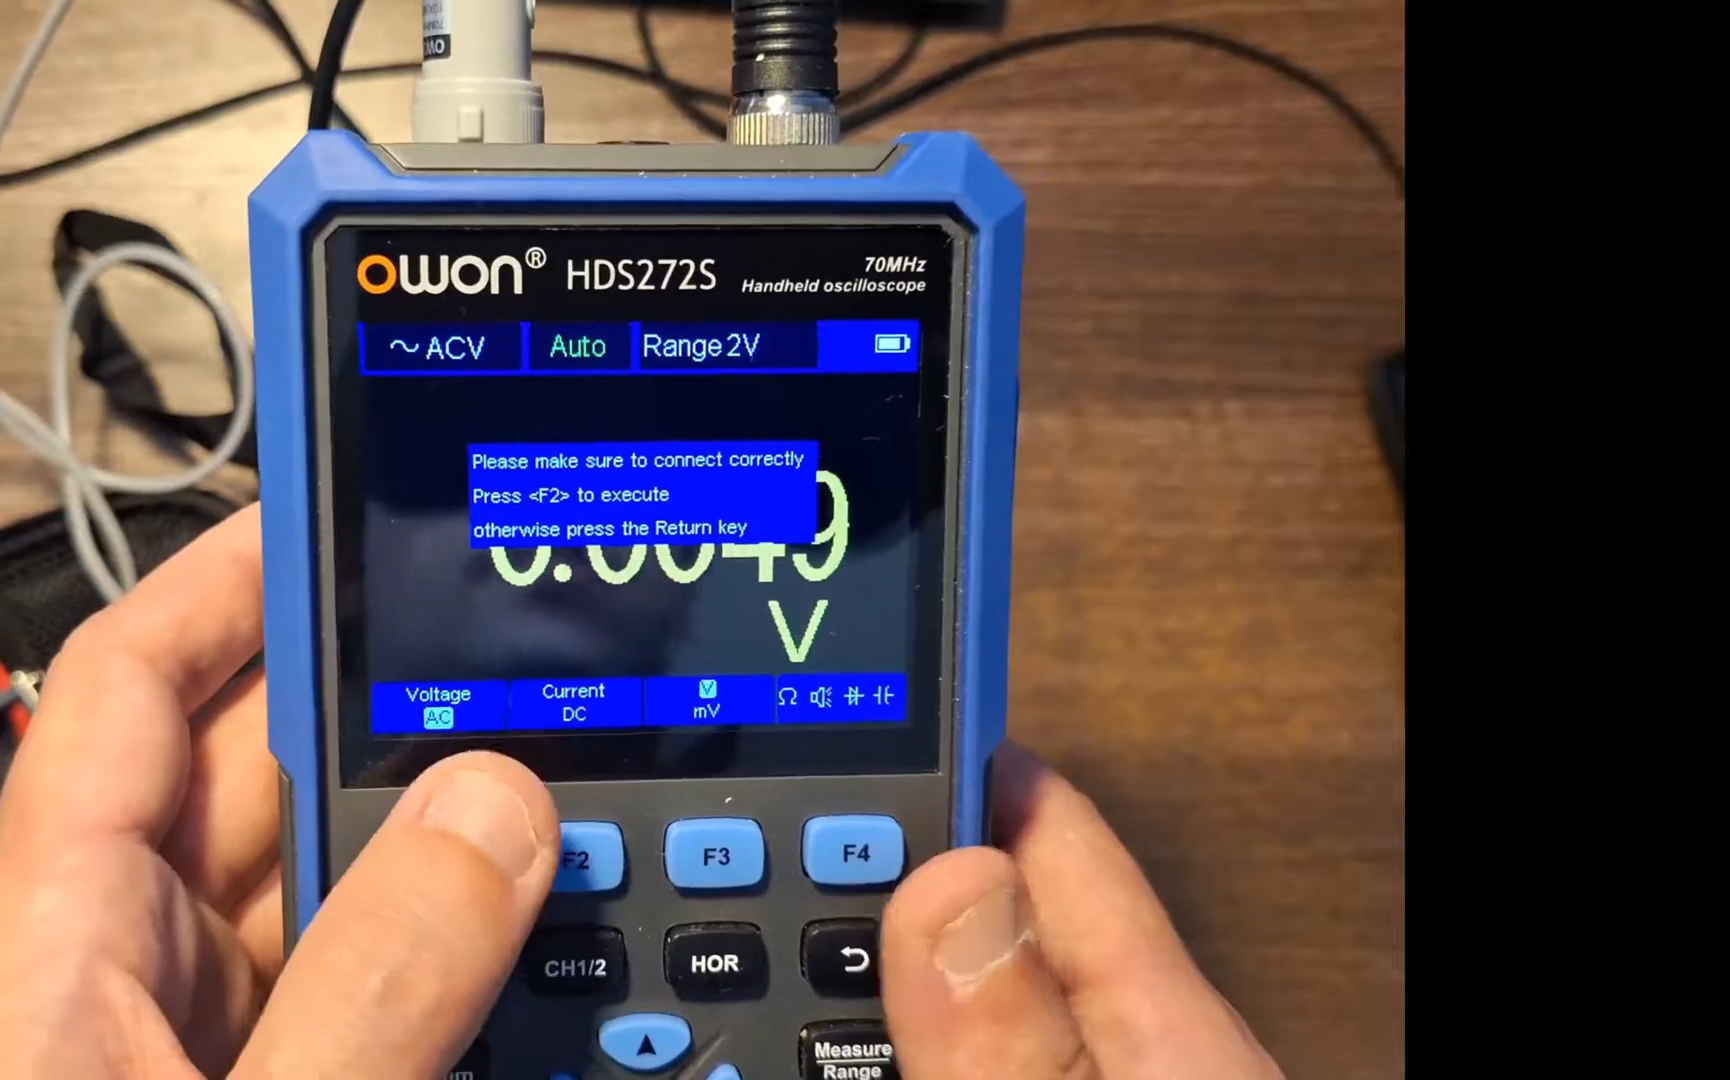 OWON
owon® HDS272S 70MHz
Handheld oscilloscope
ACV Auto Range 2V
Please make sure to connect correctly
Press <F2> to execute
otherwise press the Return key
V
Voltage Current V Ω
AC DC mV
F2 F3 F4
CH1/2 HOR
Measure
Range